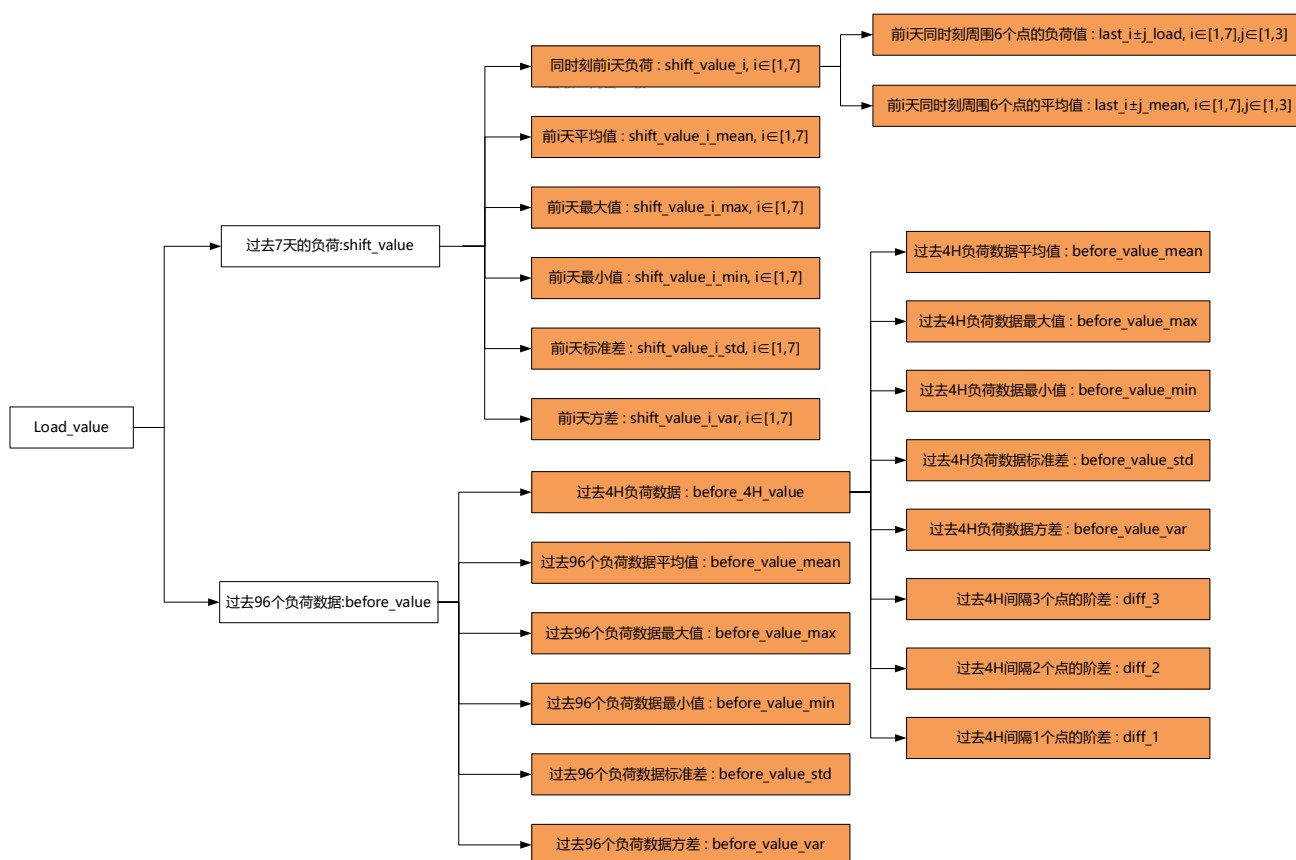 Load_value
过去7天的负荷:shift_value
过去96个负荷数据:before_value
同时刻前i天负荷 : shift_value_i, i∈[1,7]
前i天平均值 : shift_value_i_mean, i∈[1,7]
前i天最大值 : shift_value_i_max, i∈[1,7]
前i天最小值 : shift_value_i_min, i∈[1,7]
前i天标准差 : shift_value_i_std, i∈[1,7]
前i天方差 : shift_value_i_var, i∈[1,7]
过去4H负荷数据 : before_4H_value
过去96个负荷数据平均值 : before_value_mean
过去96个负荷数据最大值 : before_value_max
过去96个负荷数据最小值 : before_value_min
过去96个负荷数据标准差 : before_value_std
过去96个负荷数据方差 : before_value_var
前i天同时刻周围6个点的负荷值 : last_i±j_load, i∈[1,7],j∈[1,3]
前i天同时刻周围6个点的平均值 : last_i±j_mean, i∈[1,7],j∈[1,3]
过去4H负荷数据平均值 : before_value_mean
过去4H负荷数据最大值 : before_value_max
过去4H负荷数据最小值 : before_value_min
过去4H负荷数据标准差 : before_value_std
过去4H负荷数据方差 : before_value_var
过去4H间隔3个点的阶差 : diff_3
过去4H间隔2个点的阶差 : diff_2
过去4H间隔1个点的阶差 : diff_1